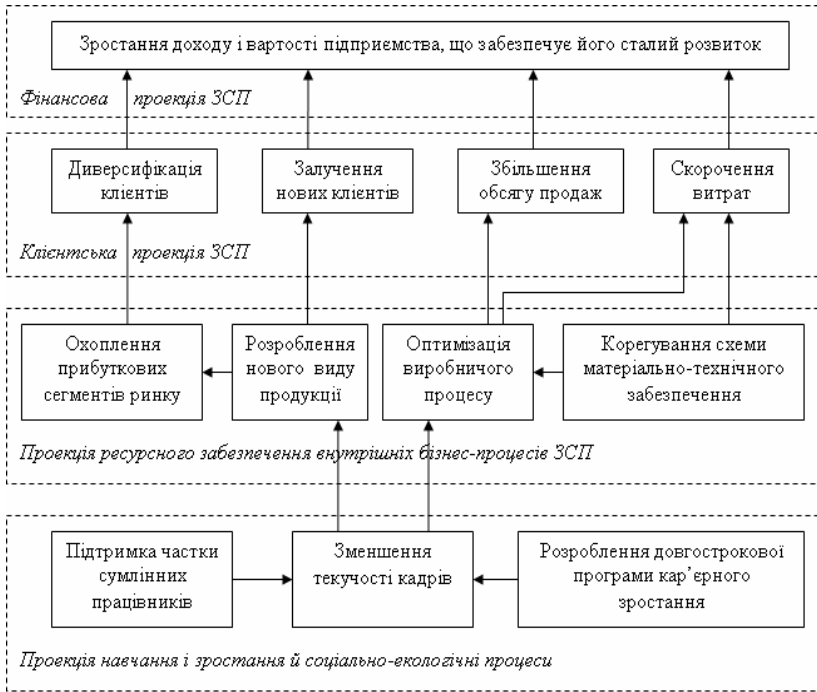 Зростання доходу і вартості підприємства, що забезпечує його сталий розвиток
Фінансова проекція ЗСП
Диверсифікація
клієнтів
Залучення
нових клієнтів
Збільшення
обсягу продаж
Скорочення
витрат
Клієнтська проекція ЗСП
Охоплення
прибуткових
сегментів ринку
Розроблення
нового виду
продукції
Оптимізація
виробничого
процесу
Корегування схеми
матеріально-технічного
забезпечення
Проекція ресурсного забезпечення внутрішніх бізнес-процесів ЗСП
Підтримка частки
сумлінних
працівників
Зменшення
текучості кадрів
Розроблення довгострокової
програми кар’єрного
зростання
Проекція навчання і зростання й соціально-екологічні процеси